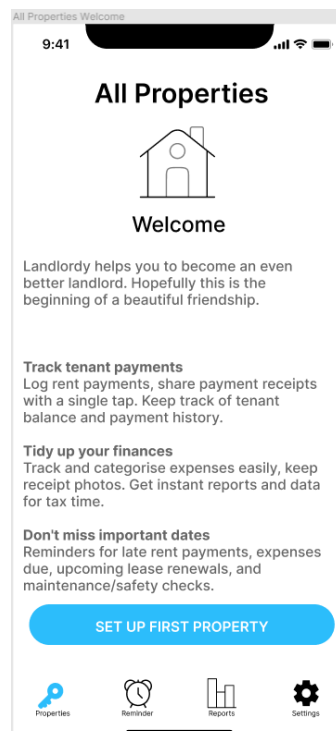 All Properties Welcome
9:41
All Properties
Welcome
Landlordy helps you to become an even
better landlord. Hopefully this is the
beginning of a beautiful friendship.
Track tenant payments
Log rent payments, share payment receipts
with a single tap. Keep track of tenant
balance and payment history.
Tidy up your finances
Track and categorise expenses easily, keep
receipt photos. Get instant reports and data
for tax time.
Don't miss important dates
Reminders for late rent payments, expenses
due, upcoming lease renewals, and
maintenance/safety checks.
SET UP FIRST PROPERTY
Properties Reminder Reports Settings